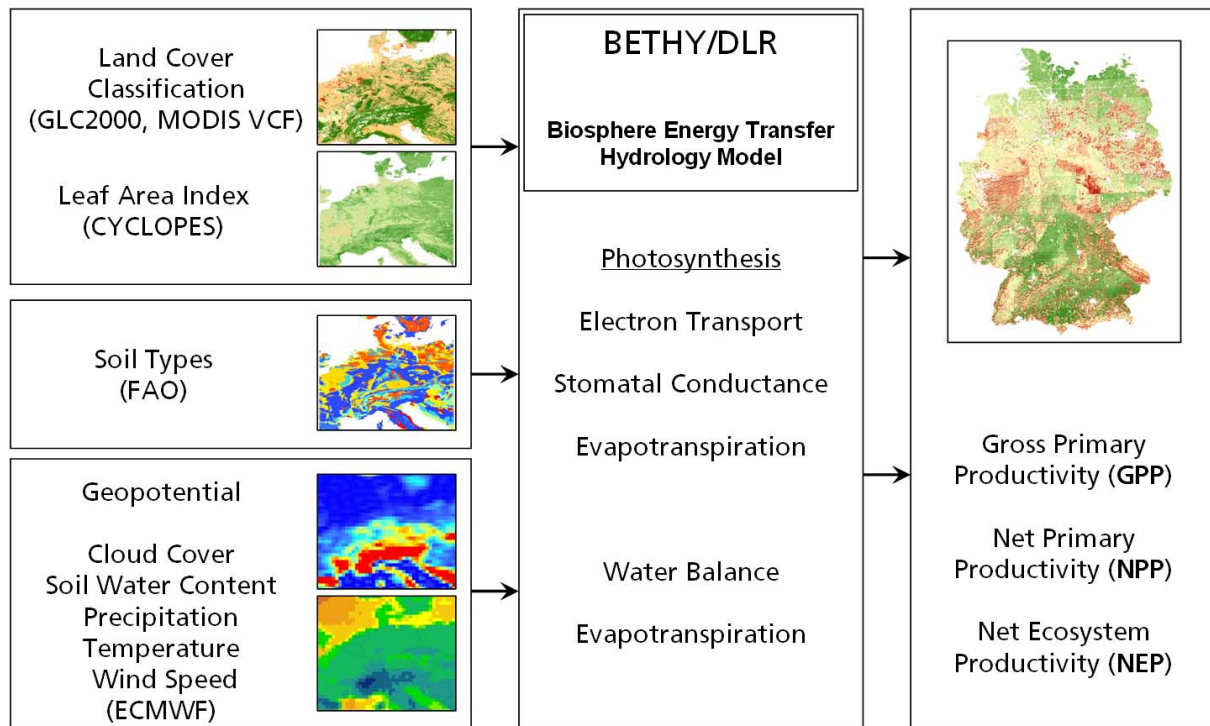 Land Cover
Classification
(GLC2000, MODIS VCF)
Leaf Area Index
(CYCLOPES)
Soil Types
(FAO)
Geopotential
Cloud Cover
Soil Water Content
Precipitation
Temperature
Wind Speed
(ECMWF)
BETHY/DLR
Biosphere Energy Transfer
Hydrology Model
Photosynthesis
Electron Transport
Stomatal Conductance
Evapotranspiration
Water Balance
Evapotranspiration
Gross Primary
Productivity (GPP)
Net Primary
Productivity (NPP)
Net Ecosystem
Productivity (NEP)